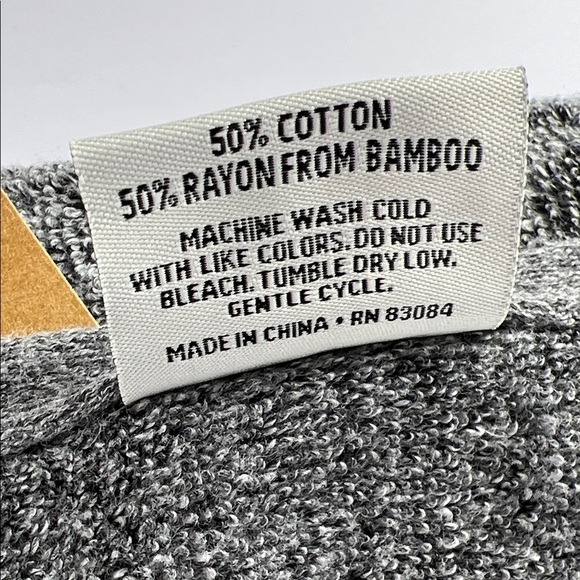 50% COTTON
50% RAYON FROM BAMBOO
MACHINE WASH COLD
WITH LIKE COLORS. DO NOT USE
BLEACH. TUMBLE DRY LOW.
GENTLE CYCLE.
MADE IN CHINA • RN 83084